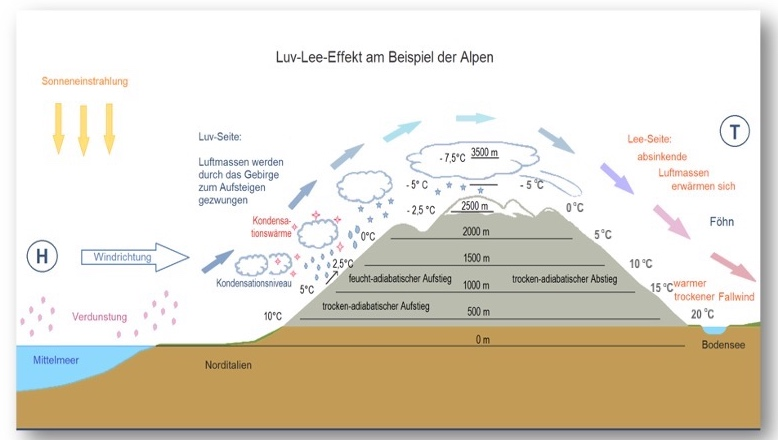 Luv-Lee-Effekt am Beispiel der Alpen
Sonneneinstrahlung
T
Luv-Seite:
Luftmassen werden
durch das Gebirge
zum Aufsteigen
gezwungen
Lee-Seite:
absinkende
Luftmassen
erwärmen sich
Föhn
- 7,5°C
3500 m
- 5°C
- 5 °C
- 2,5 °C
2500 m
0°C
Kondensa-
tionswärme
0°C
2000 m
5°C
H
Windrichtung
2,5°C
1500 m
10 °C
Kondensationsniveau
5°C
feucht-adiabatischer Aufstieg
1000 m
trocken-adiabatischer Abstieg
15 °C
warmer
trockener Fallwind
Verdunstung
10°C
trocken-adiabatischer Aufstieg
500 m
20 °C
0 m
Bodensee
Mittelmeer
Norditalien